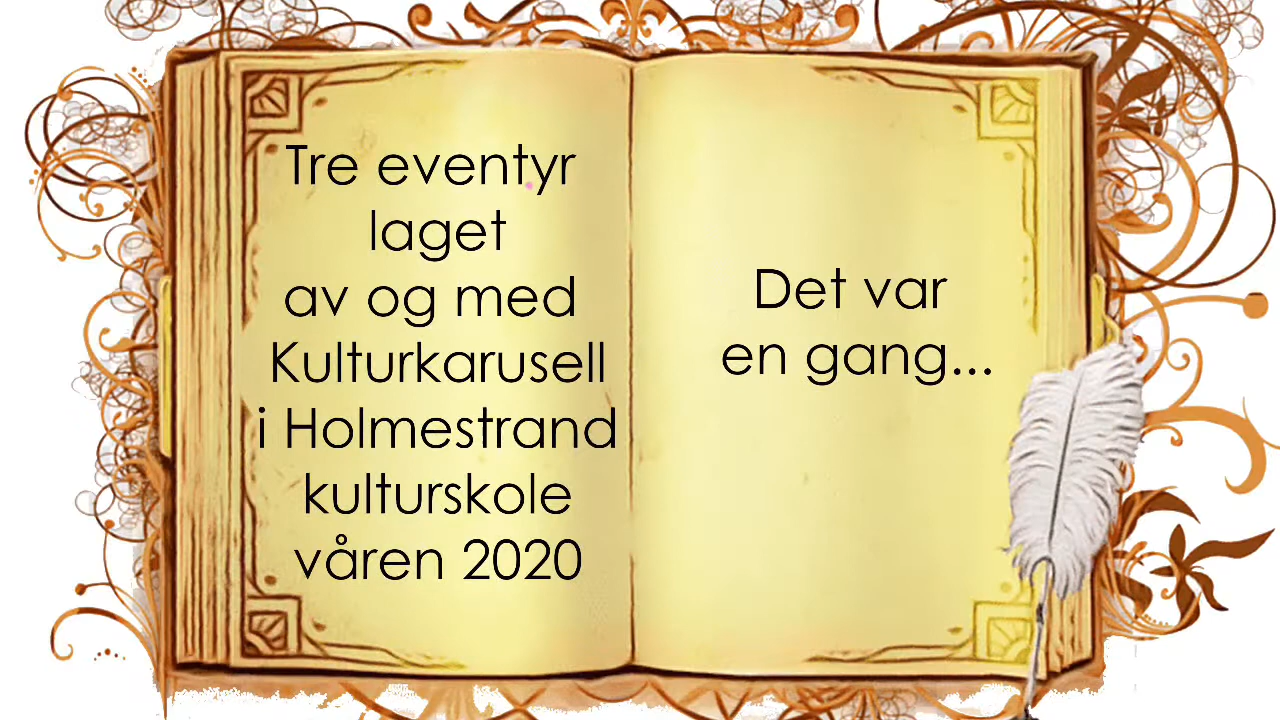 Tre eventyr
laget
av og med
Kulturkarusell
i Holmestrand
kulturskole
våren 2020
Det var
en gang...